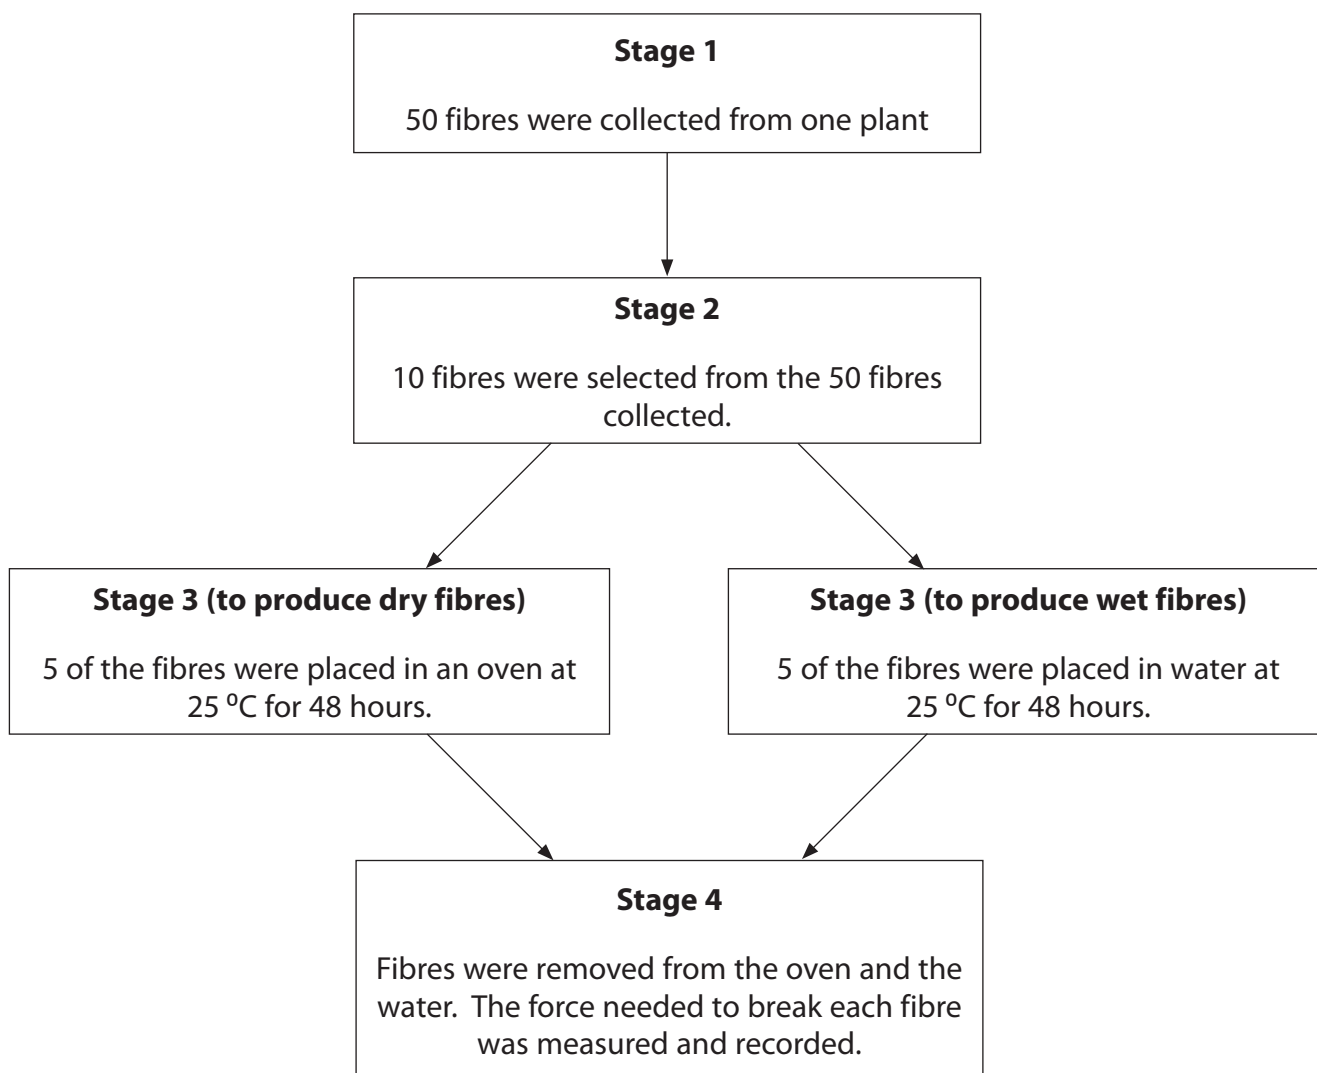 Stage 1
50 fibres were collected from one plant
Stage 2
10 fibres were selected from the 50 fibres
collected.
Stage 3 (to produce dry fibres)
5 of the fibres were placed in an oven at
25 ⁰C for 48 hours.
Stage 3 (to produce wet fibres)
5 of the fibres were placed in water at
25 ⁰C for 48 hours.
Stage 4
Fibres were removed from the oven and the
water.  The force needed to break each fibre
was measured and recorded.